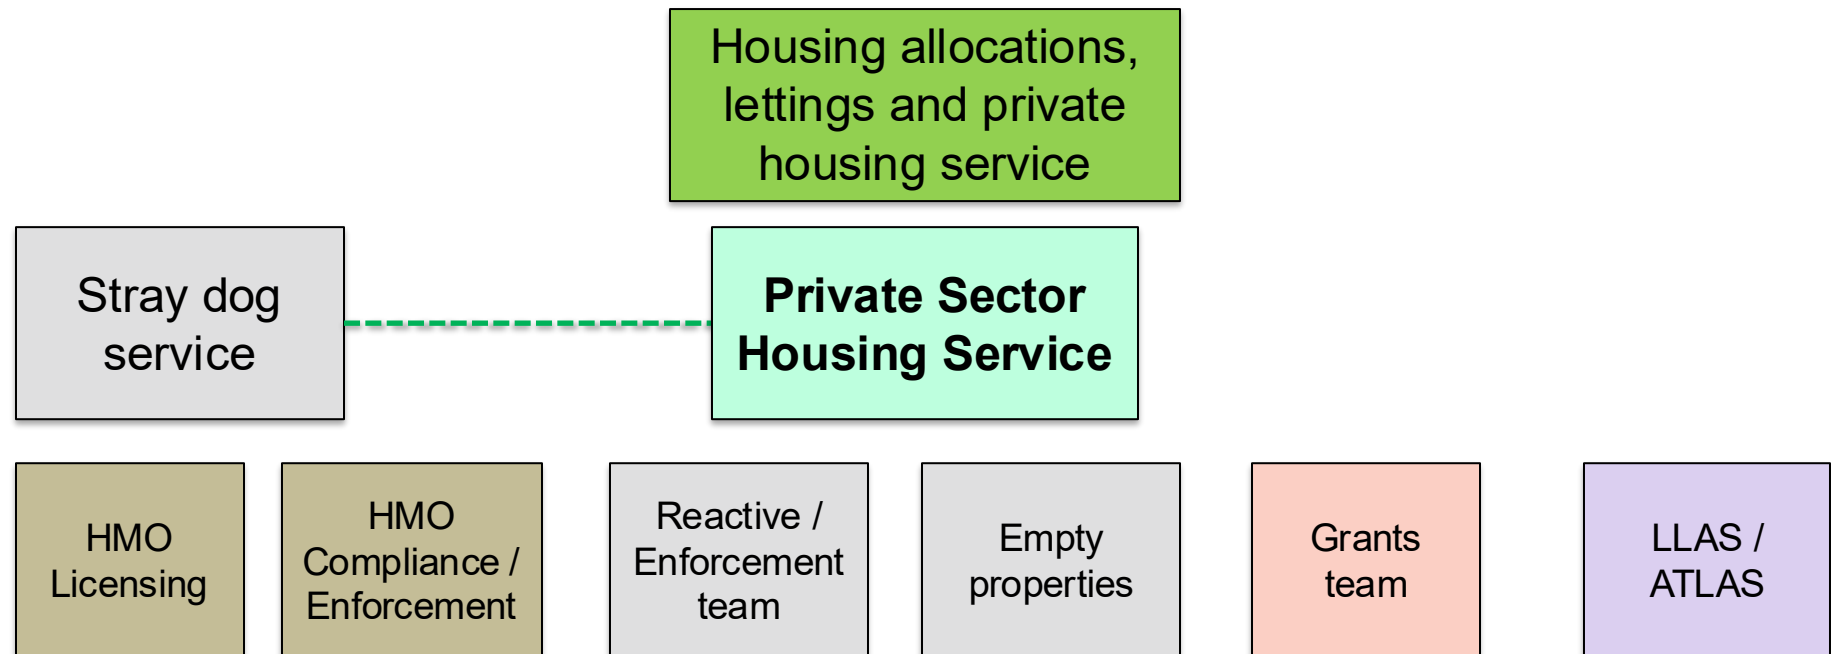 Housing allocations,
lettings and private
housing service
Stray dog
service
Private Sector
Housing Service
HMO
Licensing
HMO
Compliance /
Enforcement
Reactive /
Enforcement
team
Empty
properties
Grants
team
LLAS /
ATLAS